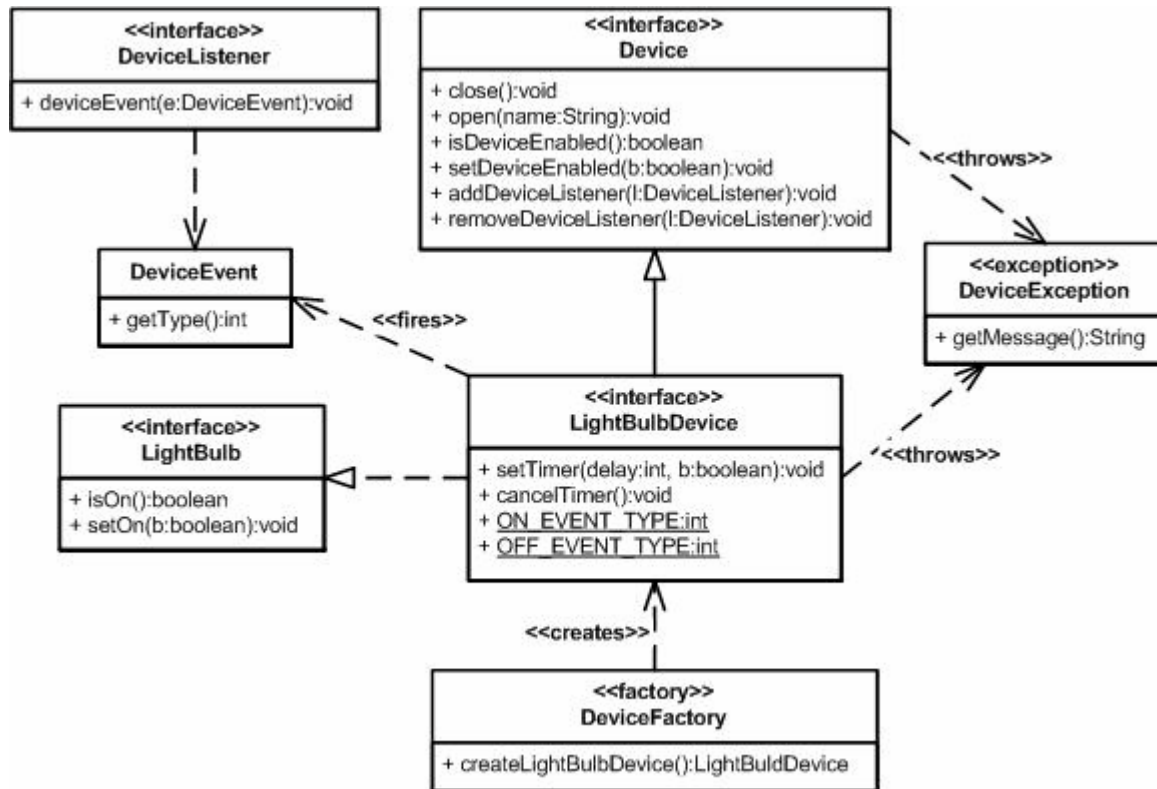 <<interface>>
DeviceListener
+ deviceEvent(e:DeviceEvent):void
<<interface>>
Device
+ close():void
+ open(name:String):void
+ isDeviceEnabled():boolean
+ setDeviceEnabled(b:boolean):void
+ addDeviceListener(l:DeviceListener):void
+ removeDeviceListener(l:DeviceListener):void
<<throws>>
DeviceEvent
+ getType():int
<<exception>>
DeviceException
+ getMessage():String
<<fires>>
<<interface>>
LightBulb
+ isOn():boolean
+ setOn(b:boolean):void
<<interface>>
LightBulbDevice
+ setTimer(delay:int, b:boolean):void
+ cancelTimer():void
+ ON_EVENT_TYPE:int
+ OFF_EVENT_TYPE:int
<<throws>>
<<creates>>
<<factory>>
DeviceFactory
+ createLightBulbDevice():LightBuldDevice